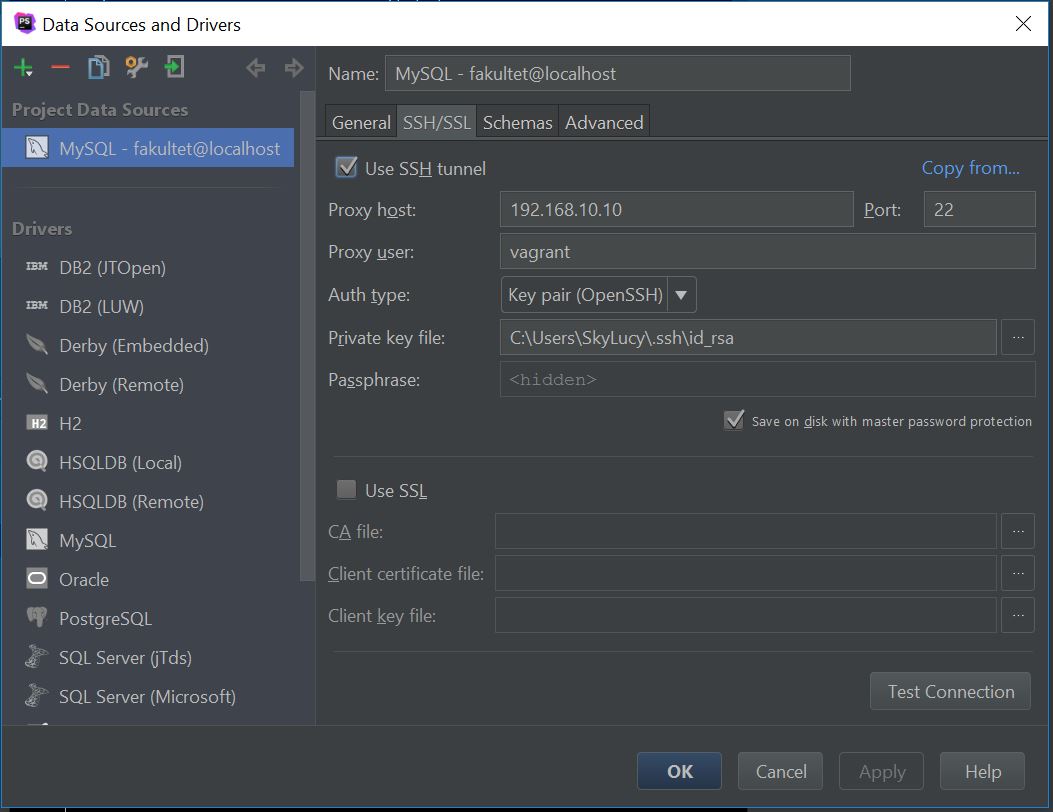 PS Data Sources and Drivers
Name: MySQL - fakultet@localhost
Project Data Sources
MySQL - fakultet@localhost
Drivers
IBM DB2 (JTOpen)
IBM DB2 (LUW)
Derby (Embedded)
Derby (Remote)
H2 H2
HSQLDB (Local)
HSQLDB (Remote)
MySQL
Oracle
PostgreSQL
SQL Server (jTds)
SQL Server (Microsoft)
General SSH/SSL Schemas Advanced
Use SSH tunnel Copy from...
Proxy host: 192.168.10.10 Port: 22
Proxy user: vagrant
Auth type: Key pair (OpenSSH)
Private key file: C:\Users\SkyLucy\.ssh\id_rsa ...
Passphrase: <hidden>
Save on disk with master password protection
Use SSL
CA file: ...
Client certificate file: ...
Client key file: ...
Test Connection
OK Cancel Apply Help